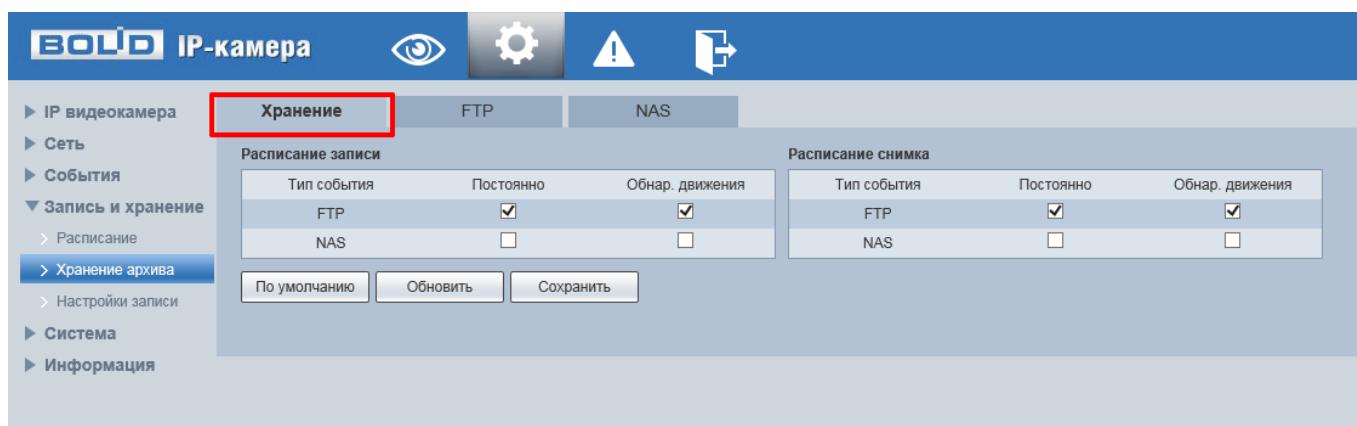 BOLID IP-камера
IP видеокамера
Сеть
События
Запись и хранение
Расписание
Хранение архива
Настройки записи
Система
Информация
Хранение FTP NAS
Расписание записи
Тип события Постоянно Обнар. движения
FTP
NAS
Расписание снимка
Тип события Постоянно Обнар. движения
FTP
NAS
По умолчанию Обновить Сохранить